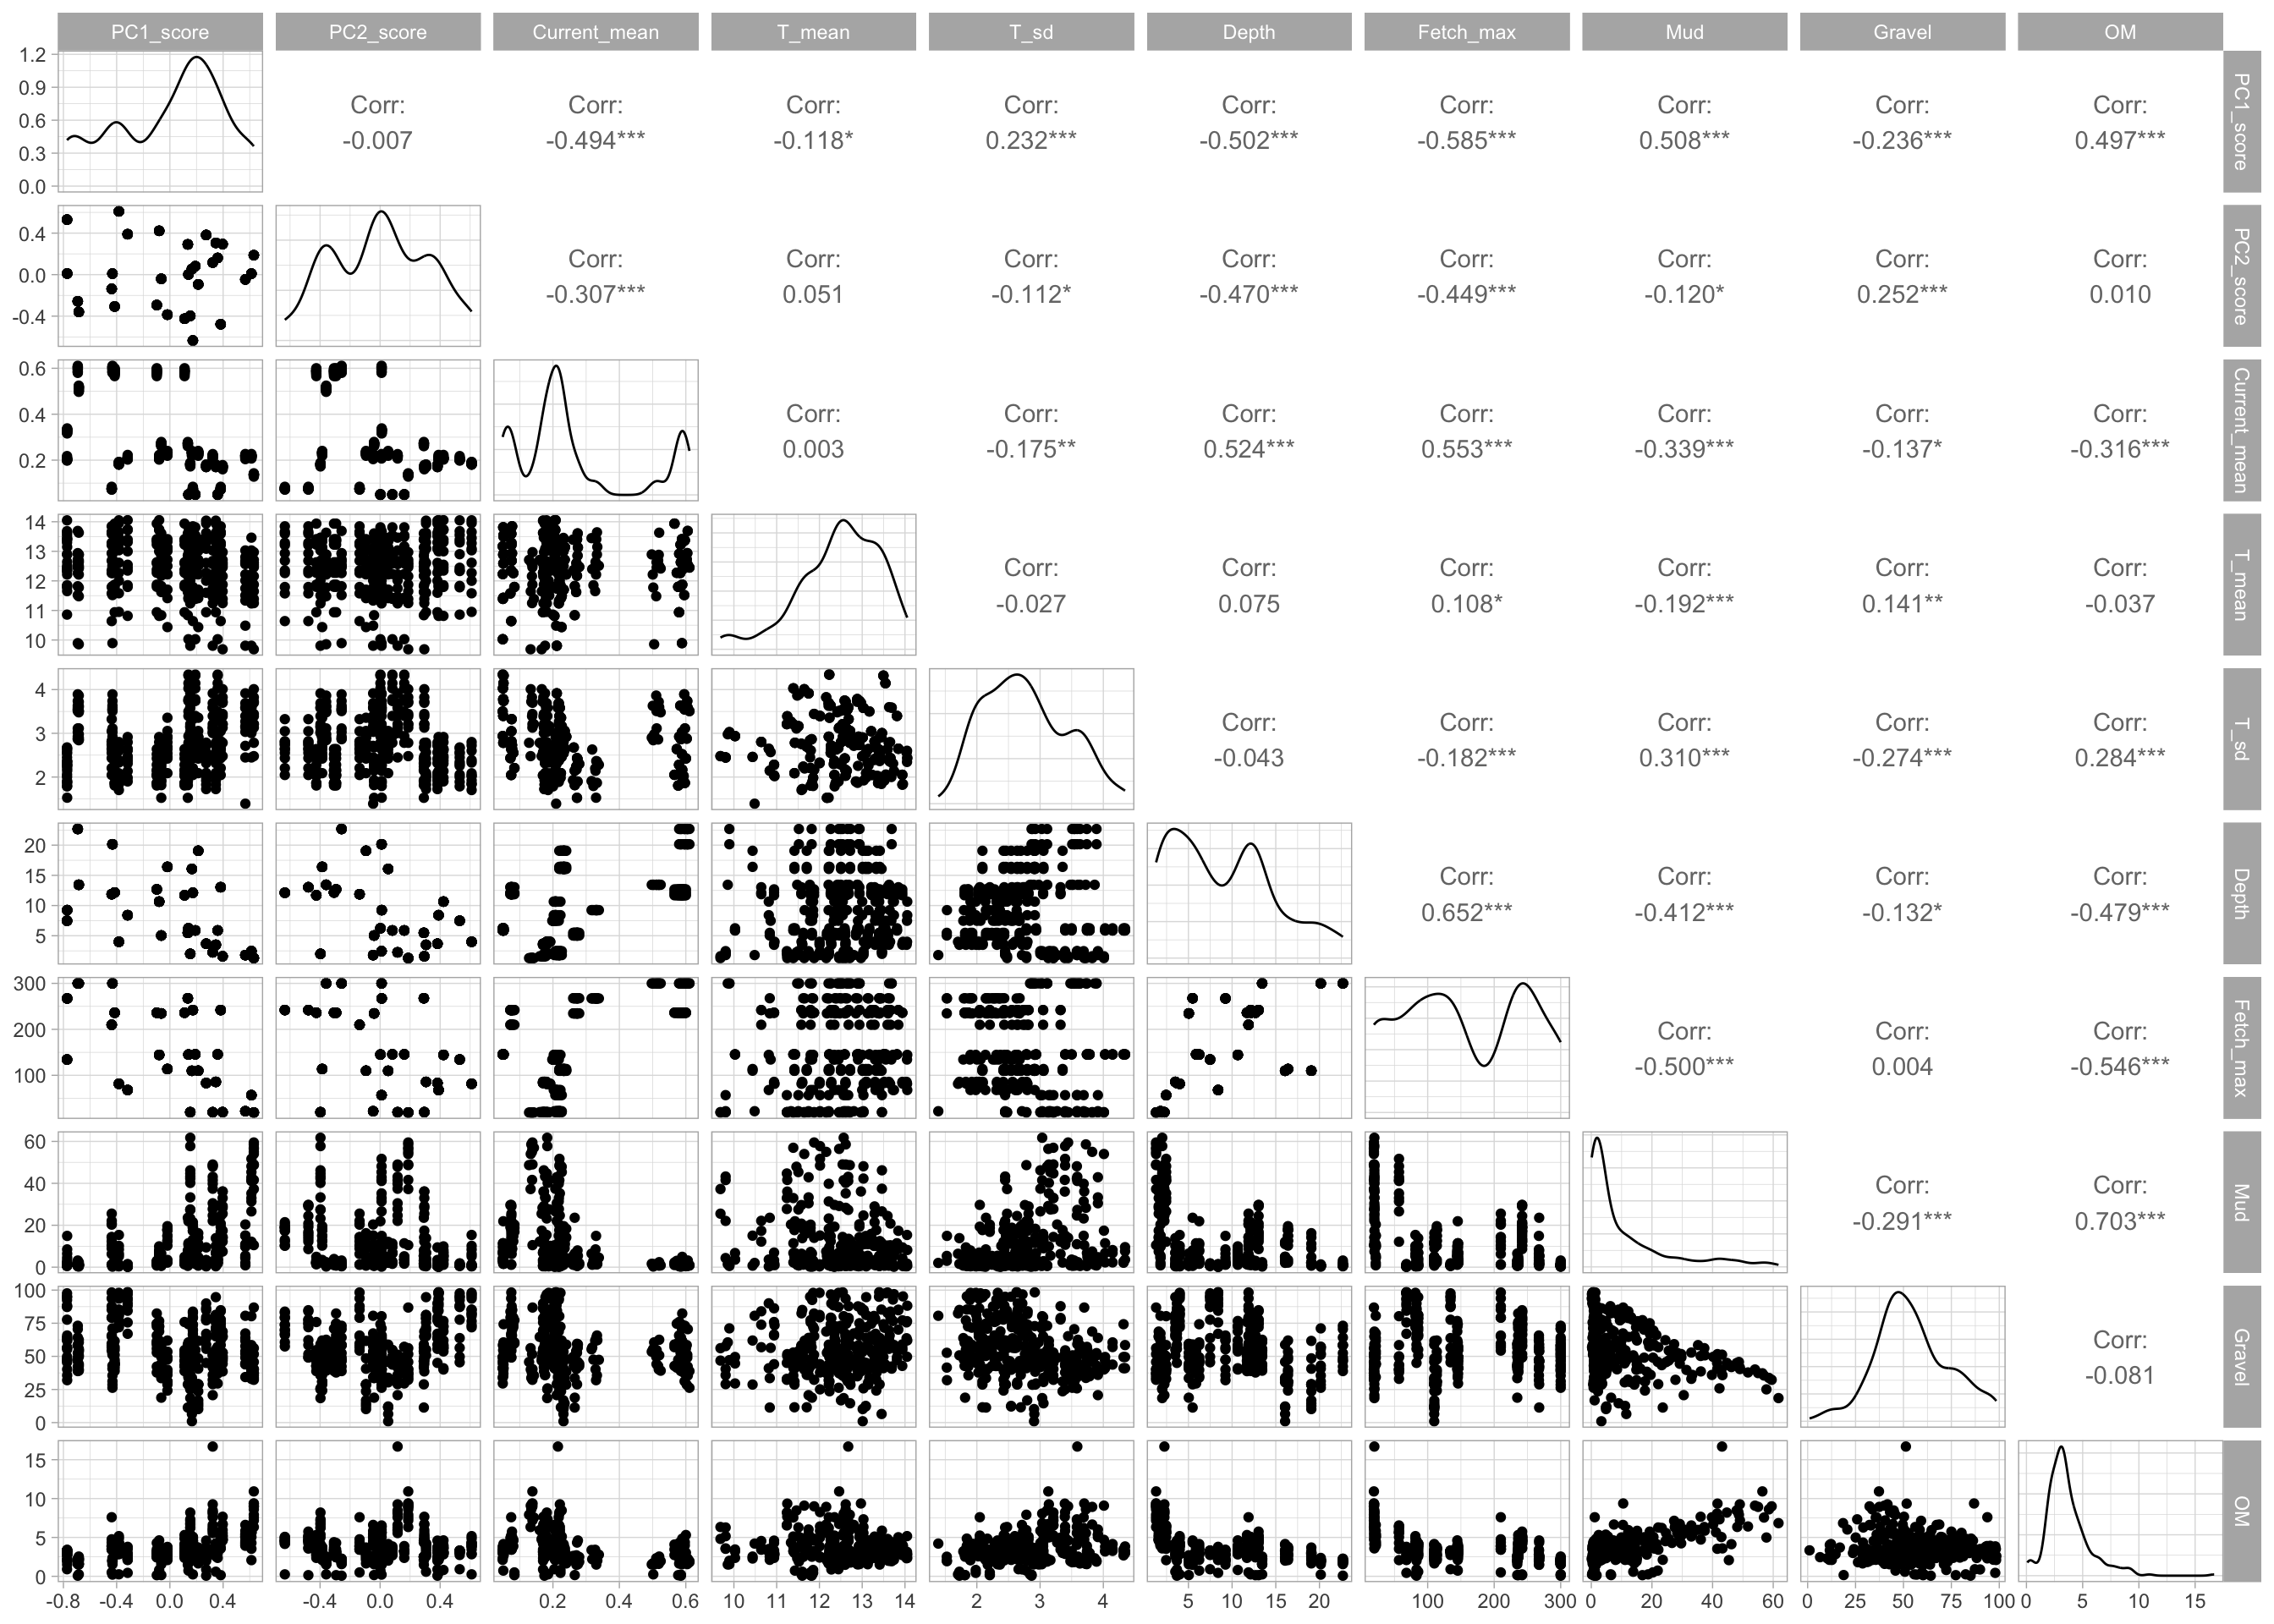 PC1_score PC2_score Current_mean T_mean T_sd Depth Fetch_max Mud Gravel OM
1.2
0.9
0.6
0.3
0.0
Corr: Corr: Corr: Corr: Corr: Corr: Corr: Corr: Corr:
-0.007 -0.494*** -0.118* 0.232*** -0.502*** -0.585*** 0.508*** -0.236*** 0.497***
PC1_score
0.4
0.0
-0.4
Corr: Corr: Corr: Corr: Corr: Corr: Corr: Corr:
-0.307*** 0.051 -0.112* -0.470*** -0.449*** -0.120* 0.252*** 0.010
PC2_score
0.6
0.4
0.2
Corr: Corr: Corr: Corr: Corr: Corr: Corr:
0.003 -0.175** 0.524*** 0.553*** -0.339*** -0.137* -0.316***
Current_mean
14
13
12
11
10
Corr: Corr: Corr: Corr: Corr: Corr:
-0.027 0.075 0.108* -0.192*** 0.141** -0.037
T_mean
4
3
2
Corr: Corr: Corr: Corr: Corr:
-0.043 -0.182*** 0.310*** -0.274*** 0.284***
T_sd
20
15
10
5
Corr: Corr: Corr: Corr:
0.652*** -0.412*** -0.132* -0.479***
Depth
300
200
100
Corr: Corr: Corr:
-0.500*** 0.004 -0.546***
Fetch_max
60
40
20
0
Corr: Corr:
-0.291*** 0.703***
Mud
100
75
50
25
0
Corr:
-0.081
Gravel
15
10
5
0
OM
-0.8 -0.4 0.0 0.4 -0.4 0.0 0.4 0.2 0.4 0.6 10 11 12 13 14 2 3 4 5 10 15 20 100 200 300 0 20 40 60 0 25 50 75 100 0 5 10 15